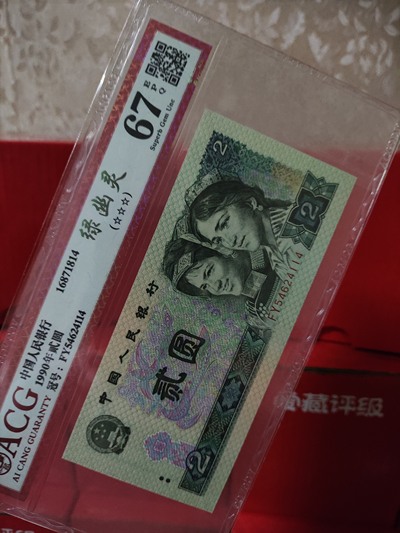 ACG
AI CANG GUARANTY
中国人民银行
1990年贰圆
冠号：FY54624114
16871814
绿幽灵
(☆☆☆)
67
EPQ
Superb Gem Unc
中国人民银行
贰圆
FY54624114
2
2
藏评级